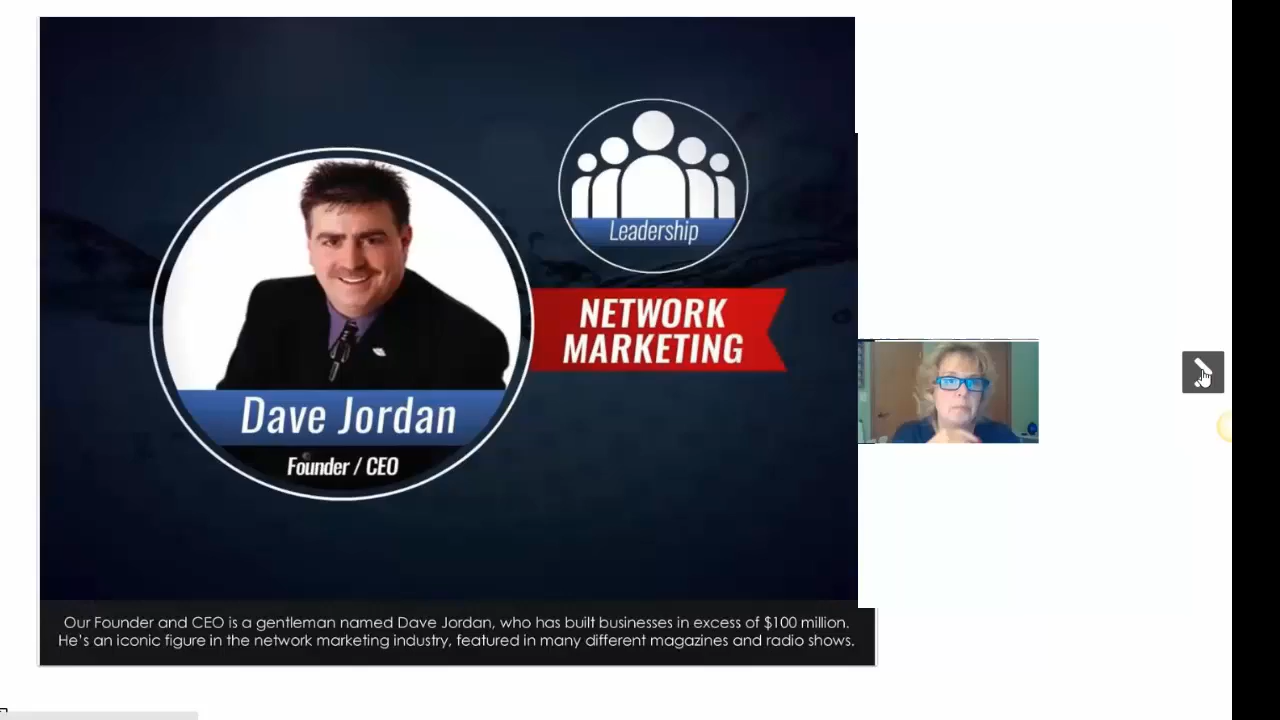 Leadership
NETWORK
MARKETING
Dave Jordan
Founder / CEO
Our Founder and CEO is a gentleman named Dave Jordan, who has built businesses in excess of $100 million.
He's an iconic figure in the network marketing industry, featured in many different magazines and radio shows.